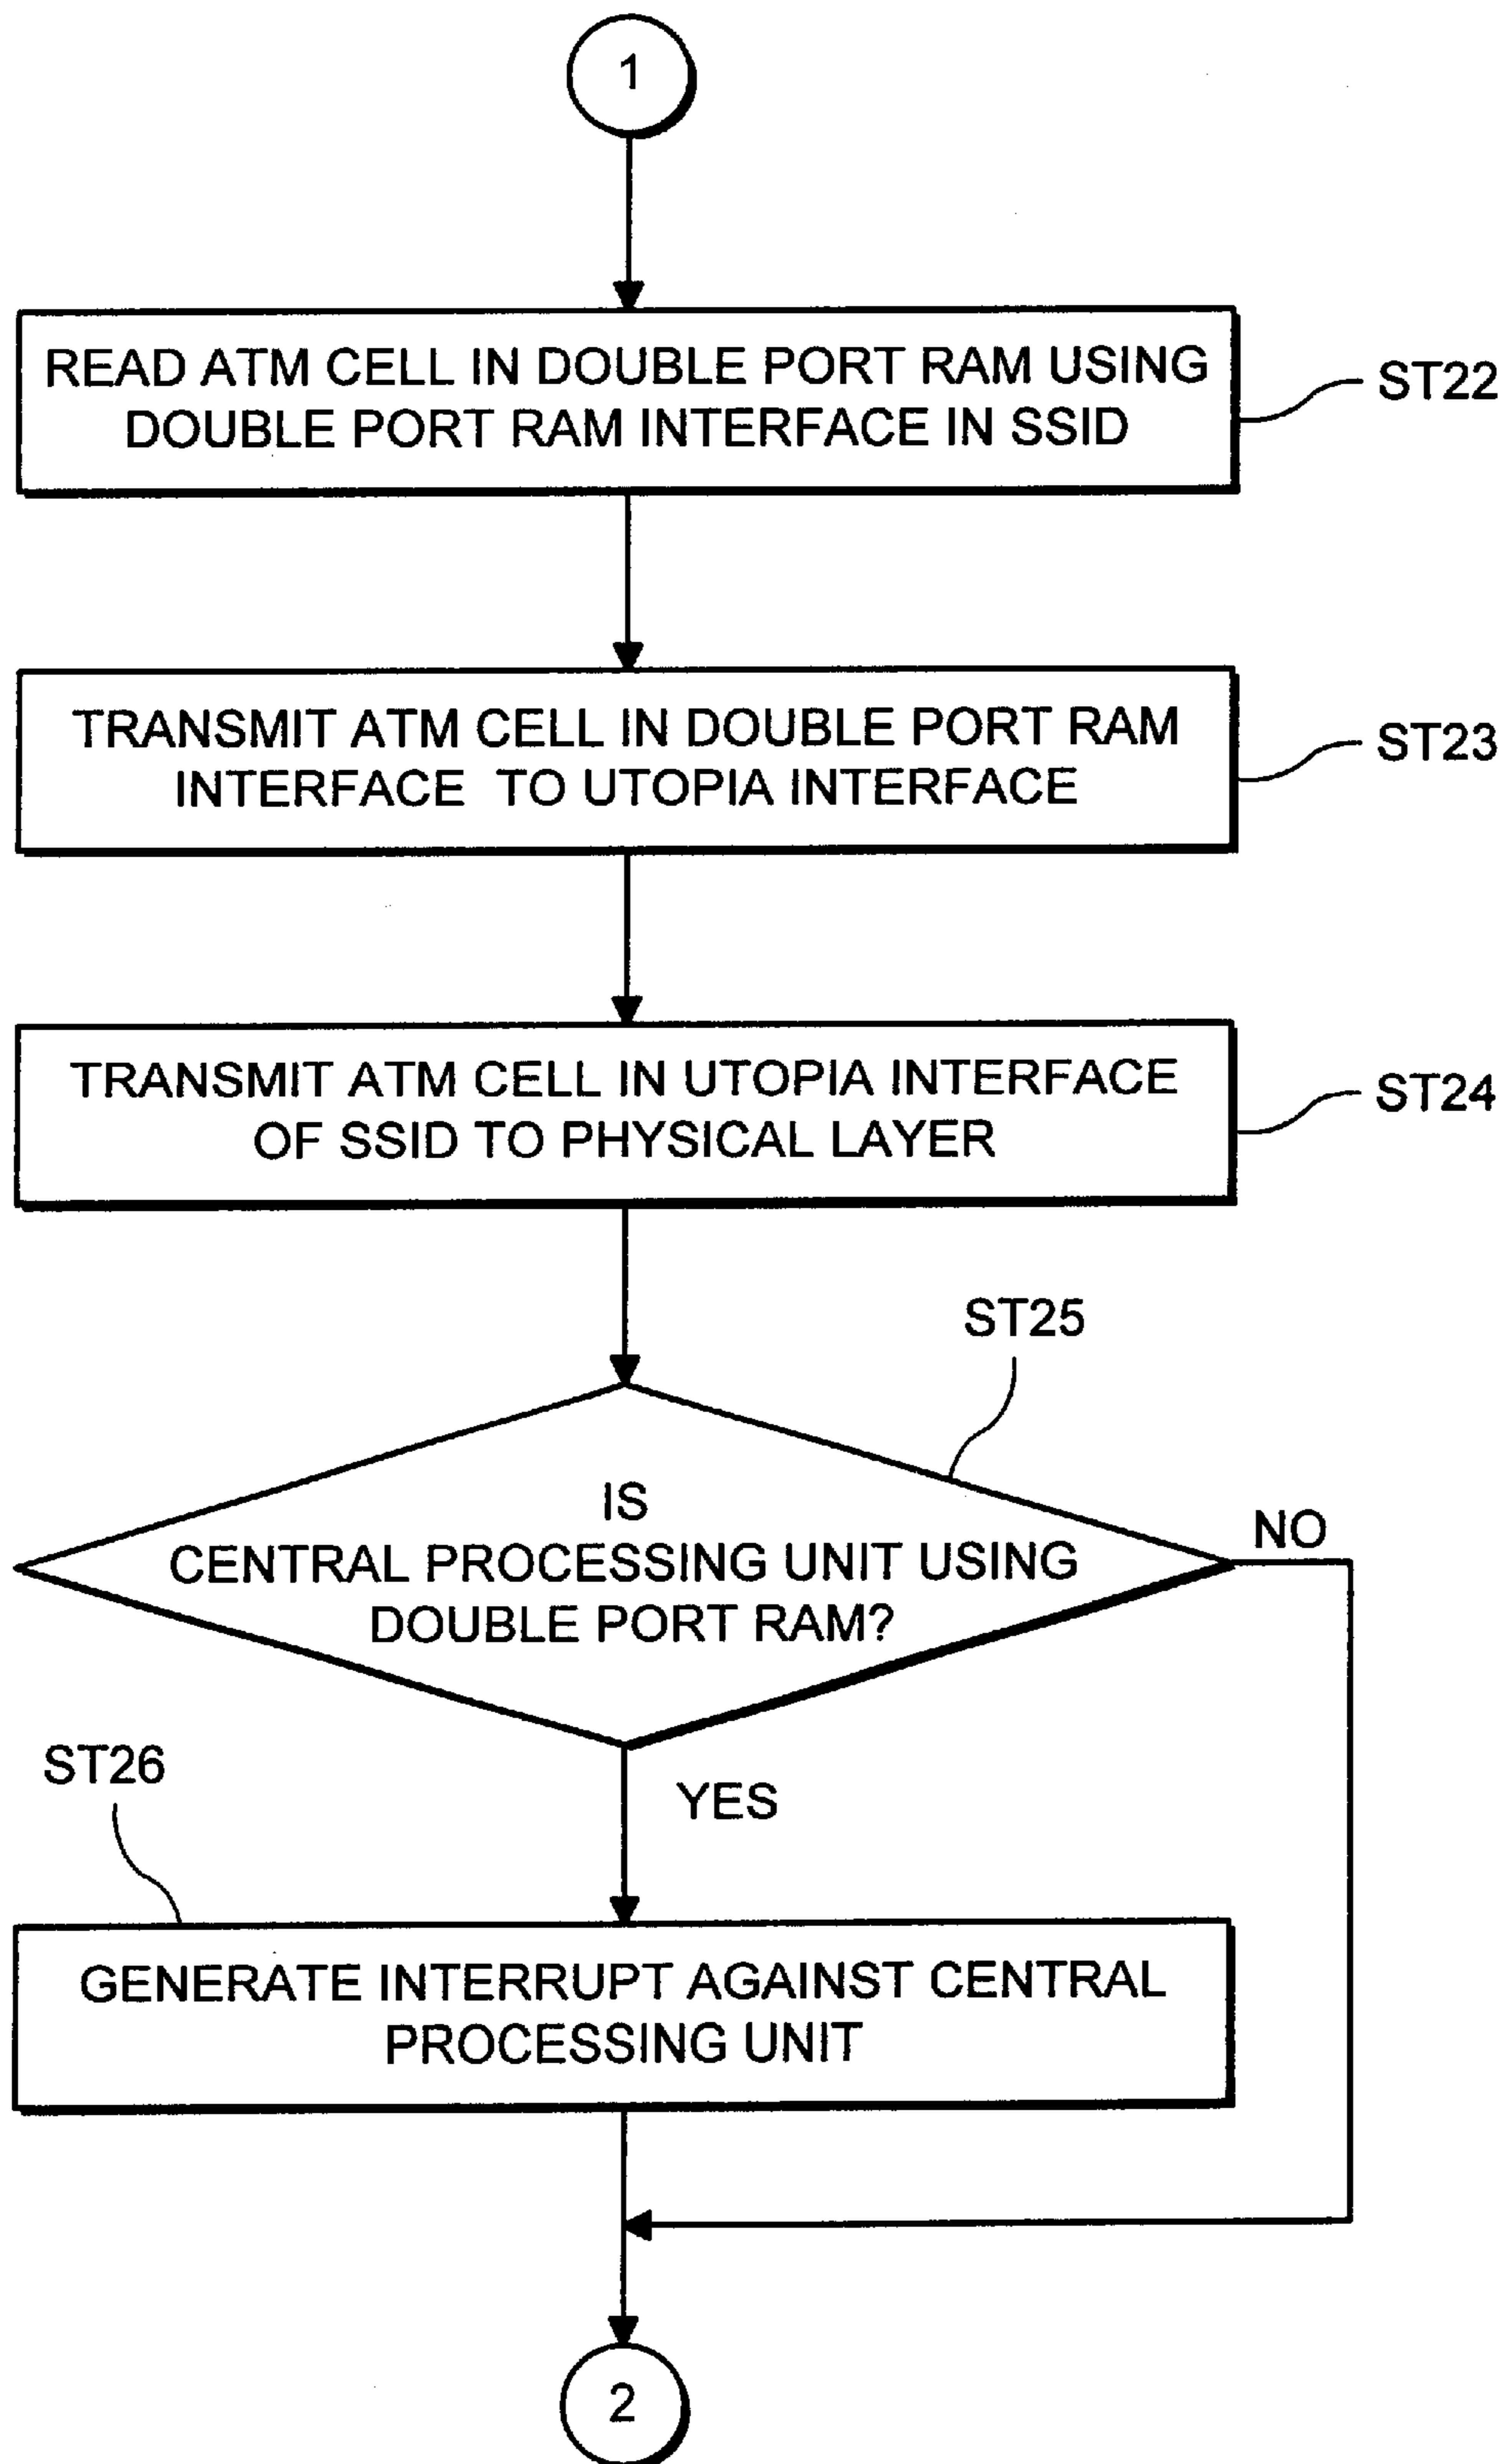 1
READ ATM CELL IN DOUBLE PORT RAM USING
DOUBLE PORT RAM INTERFACE IN SSID
ST22
TRANSMIT ATM CELL IN DOUBLE PORT RAM
INTERFACE TO UTOPIA INTERFACE
ST23
TRANSMIT ATM CELL IN UTOPIA INTERFACE
OF SSID TO PHYSICAL LAYER
ST24
ST25
IS
CENTRAL PROCESSING UNIT USING
DOUBLE PORT RAM?
NO
YES
ST26
GENERATE INTERRUPT AGAINST CENTRAL
PROCESSING UNIT
2